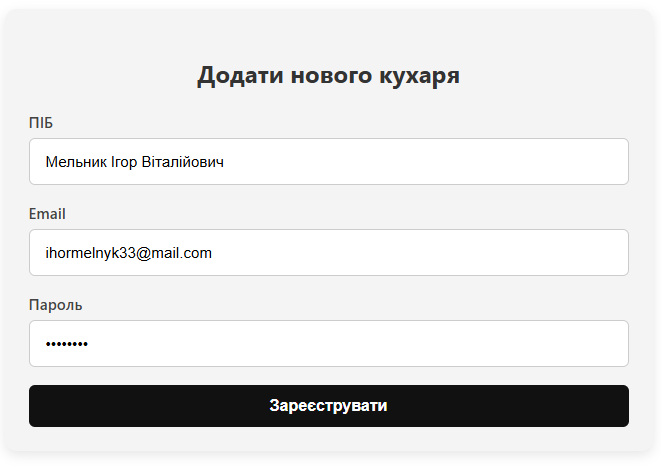 Додати нового кухаря
ПІБ
Мельник Ігор Віталійович
Email
ihormelnyk33@mail.com
Пароль
••••••••
Зареєструвати